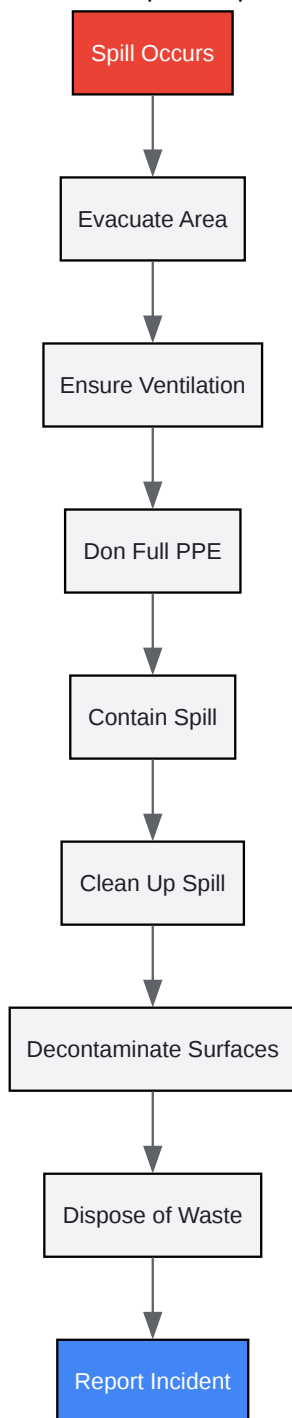 Spill Occurs
Evacuate Area
Ensure Ventilation
Don Full PPE
Contain Spill
Clean Up Spill
Decontaminate Surfaces
Dispose of Waste
Report Incident